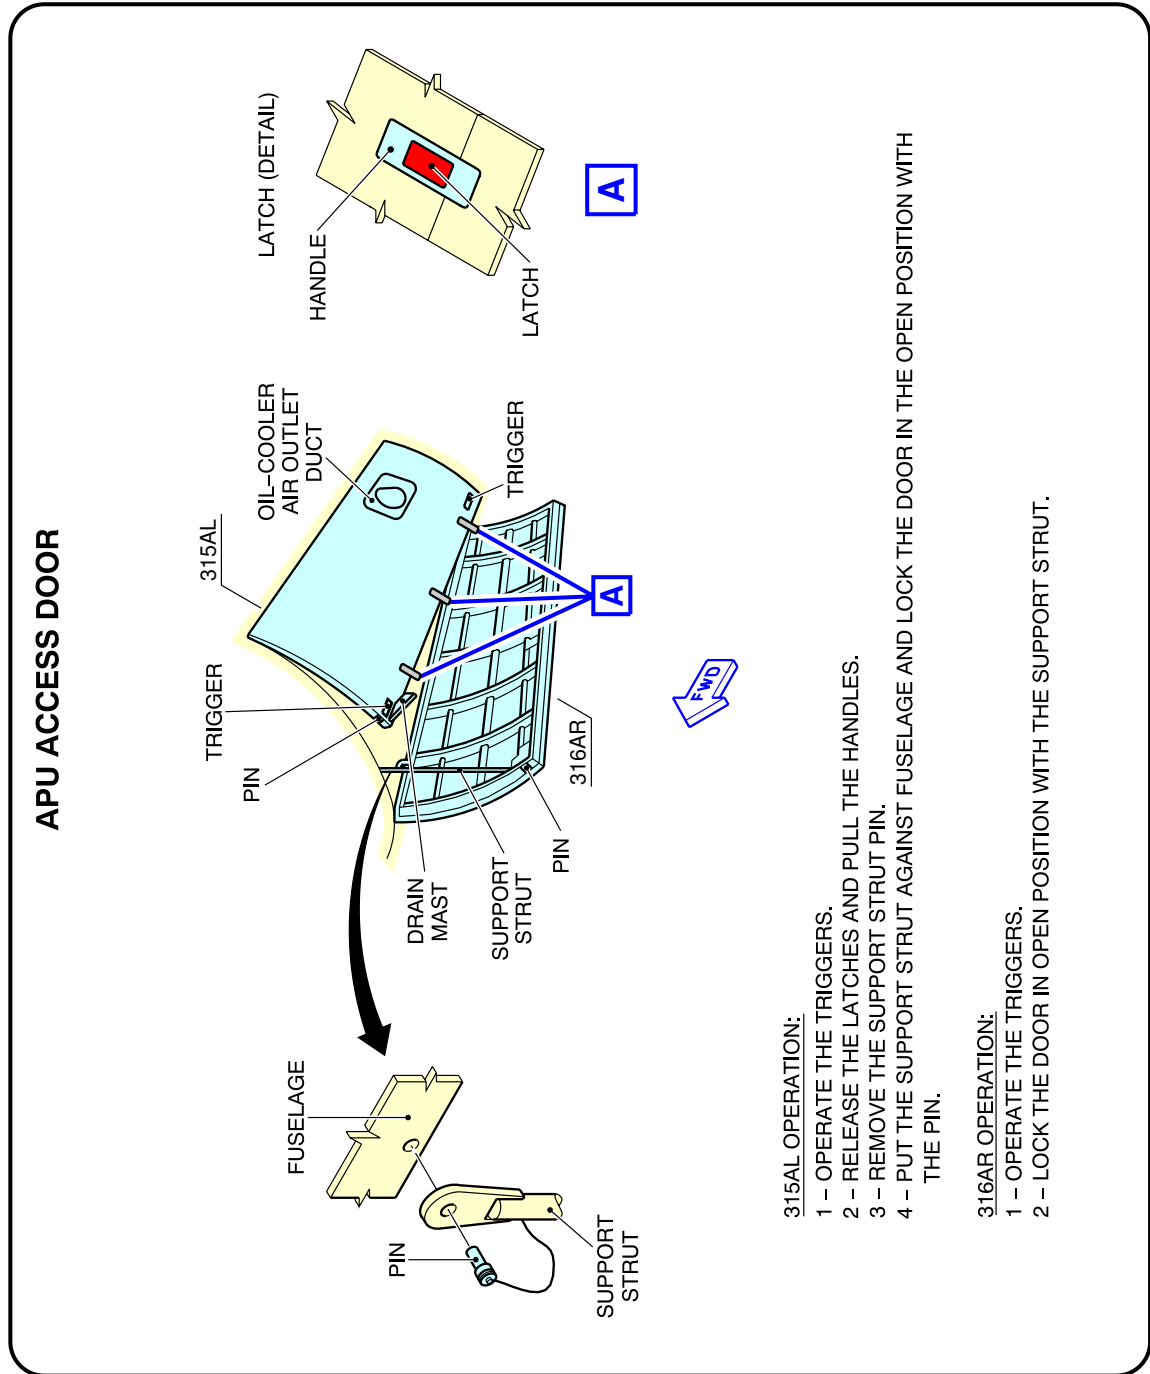 APU ACCESS DOOR
FUSELAGE
PIN
SUPPORT
STRUT
315AL
TRIGGER
PIN
OIL–COOLER
AIR OUTLET
DUCT
TRIGGER
DRAIN
MAST
SUPPORT
STRUT
PIN
316AR
A
FWD
LATCH (DETAIL)
HANDLE
LATCH
A
315AL OPERATION:
1 – OPERATE THE TRIGGERS.
2 – RELEASE THE LATCHES AND PULL THE HANDLES.
3 – REMOVE THE SUPPORT STRUT PIN.
4 – PUT THE SUPPORT STRUT AGAINST FUSELAGE AND LOCK THE DOOR IN THE OPEN POSITION WITH
THE PIN.
316AR OPERATION:
1 – OPERATE THE TRIGGERS.
2 – LOCK THE DOOR IN OPEN POSITION WITH THE SUPPORT STRUT.